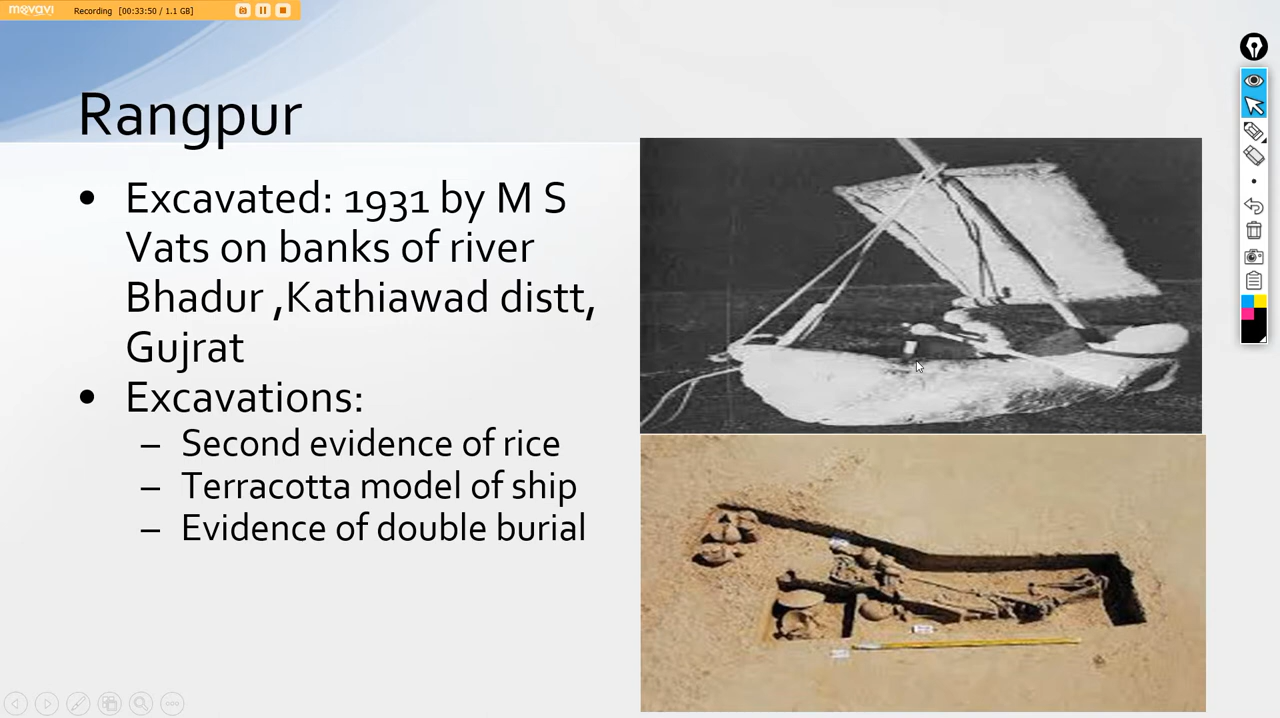 movavi
Recording [00:33:50 / 1.1 GB]
Rangpur
• Excavated: 1931 by M S
Vats on banks of river
Bhadur ,Kathiawad distt,
Gujrat
• Excavations:
– Second evidence of rice
– Terracotta model of ship
– Evidence of double burial